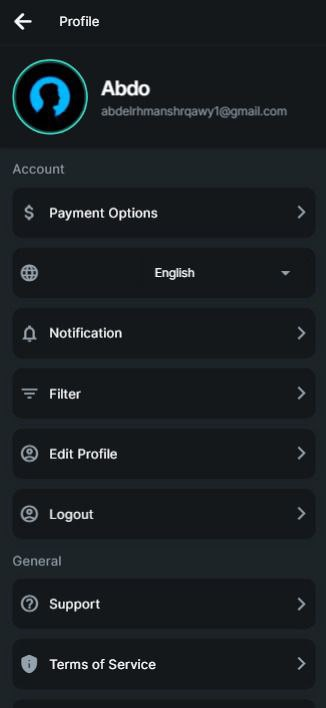 Profile
Abdo
abdelrhmanshrqawy1@gmail.com
Account
Payment Options
English
Notification
Filter
Edit Profile
Logout
General
Support
Terms of Service